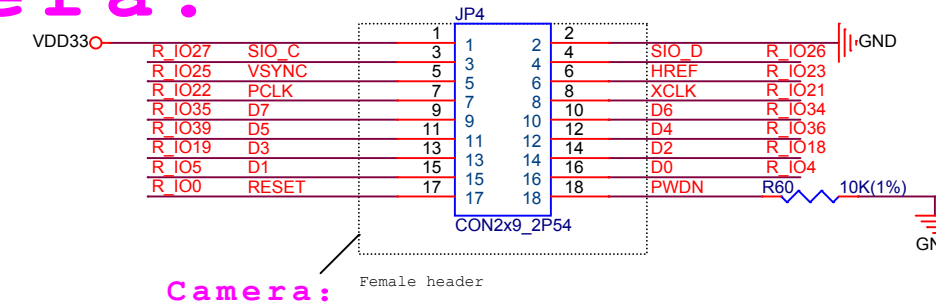 era:
JP4
VDD33 1 1 2 2 GND
R_IO27 SIO_C 3 3 4 4 SIO_D R_IO26
R_IO25 VSYNC 5 5 6 6 HREF R_IO23
R_IO22 PCLK 7 7 8 8 XCLK R_IO21
R_IO35 D7 9 9 10 10 D6 R_IO34
R_IO39 D5 11 11 12 12 D4 R_IO36
R_IO19 D3 13 13 14 14 D2 R_IO18
R_IO5 D1 15 15 16 16 D0 R_IO4
R_IO0 RESET 17 17 18 18 PWDN R60 10K(1%)
CON2x9_2P54
GN
Camera: Female header